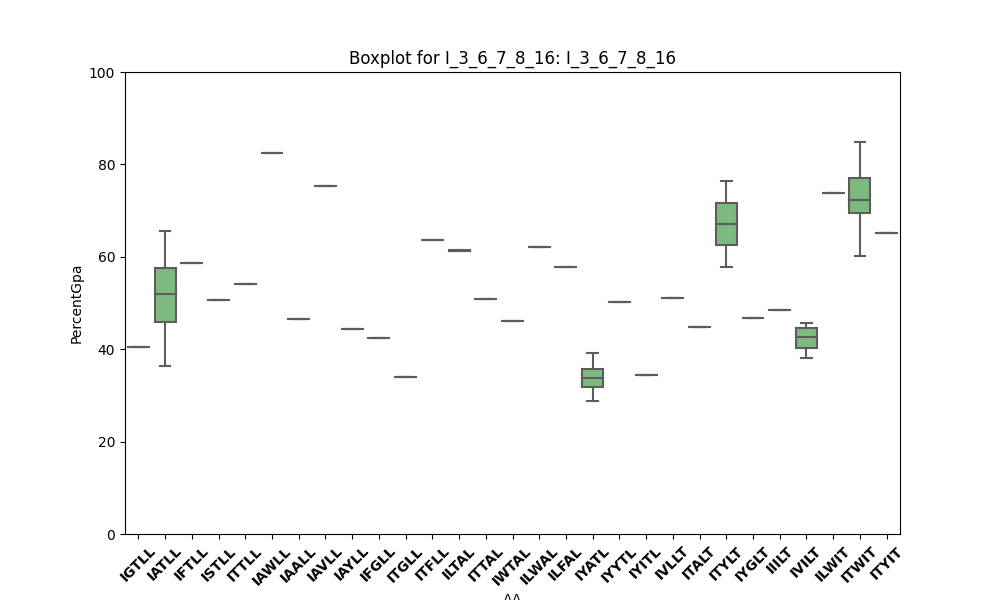 Boxplot for I_3_6_7_8_16: I_3_6_7_8_16
PercentGpa
100
80
60
40
20
0
IGTLL
IATLL
IFTLL
ISTLL
ITTLL
IAWLL
IAALL
IAVLL
IAYLL
IFGLL
ITGLL
ITFLL
ILTAL
ITTAL
IWTAL
ILWAL
ILFAL
IYATL
IYYTL
IYITL
IVLLT
ITALT
ITYLT
IYGLT
IIILT
IVILT
ILWIT
ITWIT
ITYIT
AA